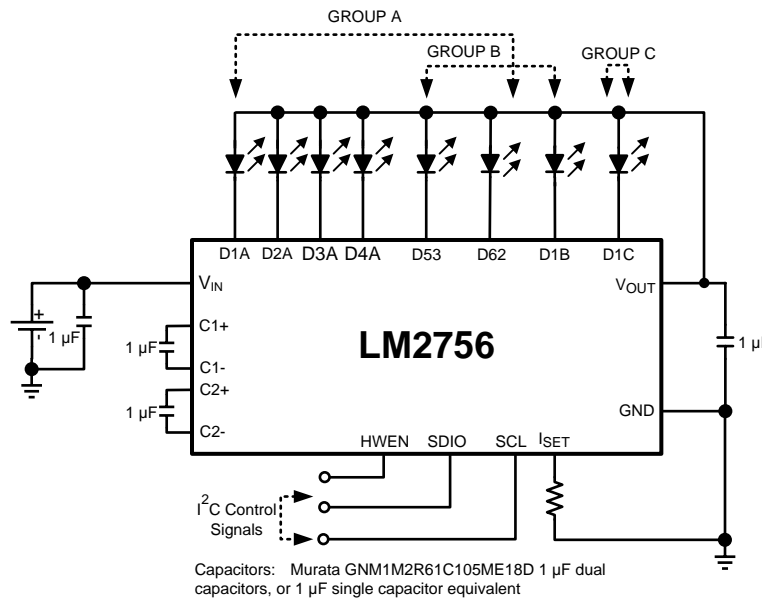 GROUP A
GROUP B
GROUP C
D1A D2A D3A D4A D53 D62 D1B D1C
VIN
VOUT
+
-
1 µF
C1+
1 µF
C1-
C2+
1 µF
C2-
LM2756
1 µ
GND
HWEN SDIO SCL ISET
I2C Control
Signals
Capacitors: Murata GNM1M2R61C105ME18D 1 µF dual
capacitors, or 1 µF single capacitor equivalent